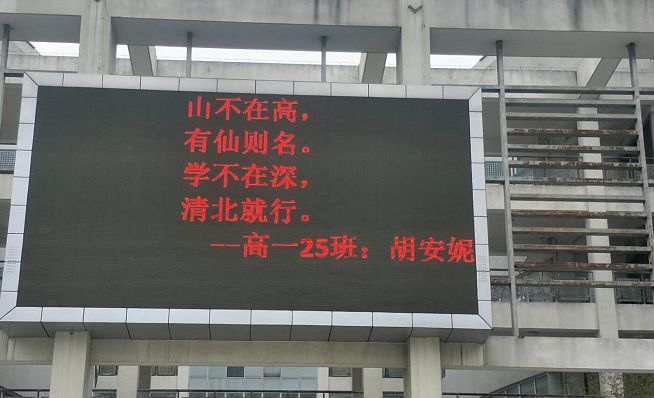 山不在高，
有仙则名。
学不在深，
清北就行。
--高一25班：胡安妮